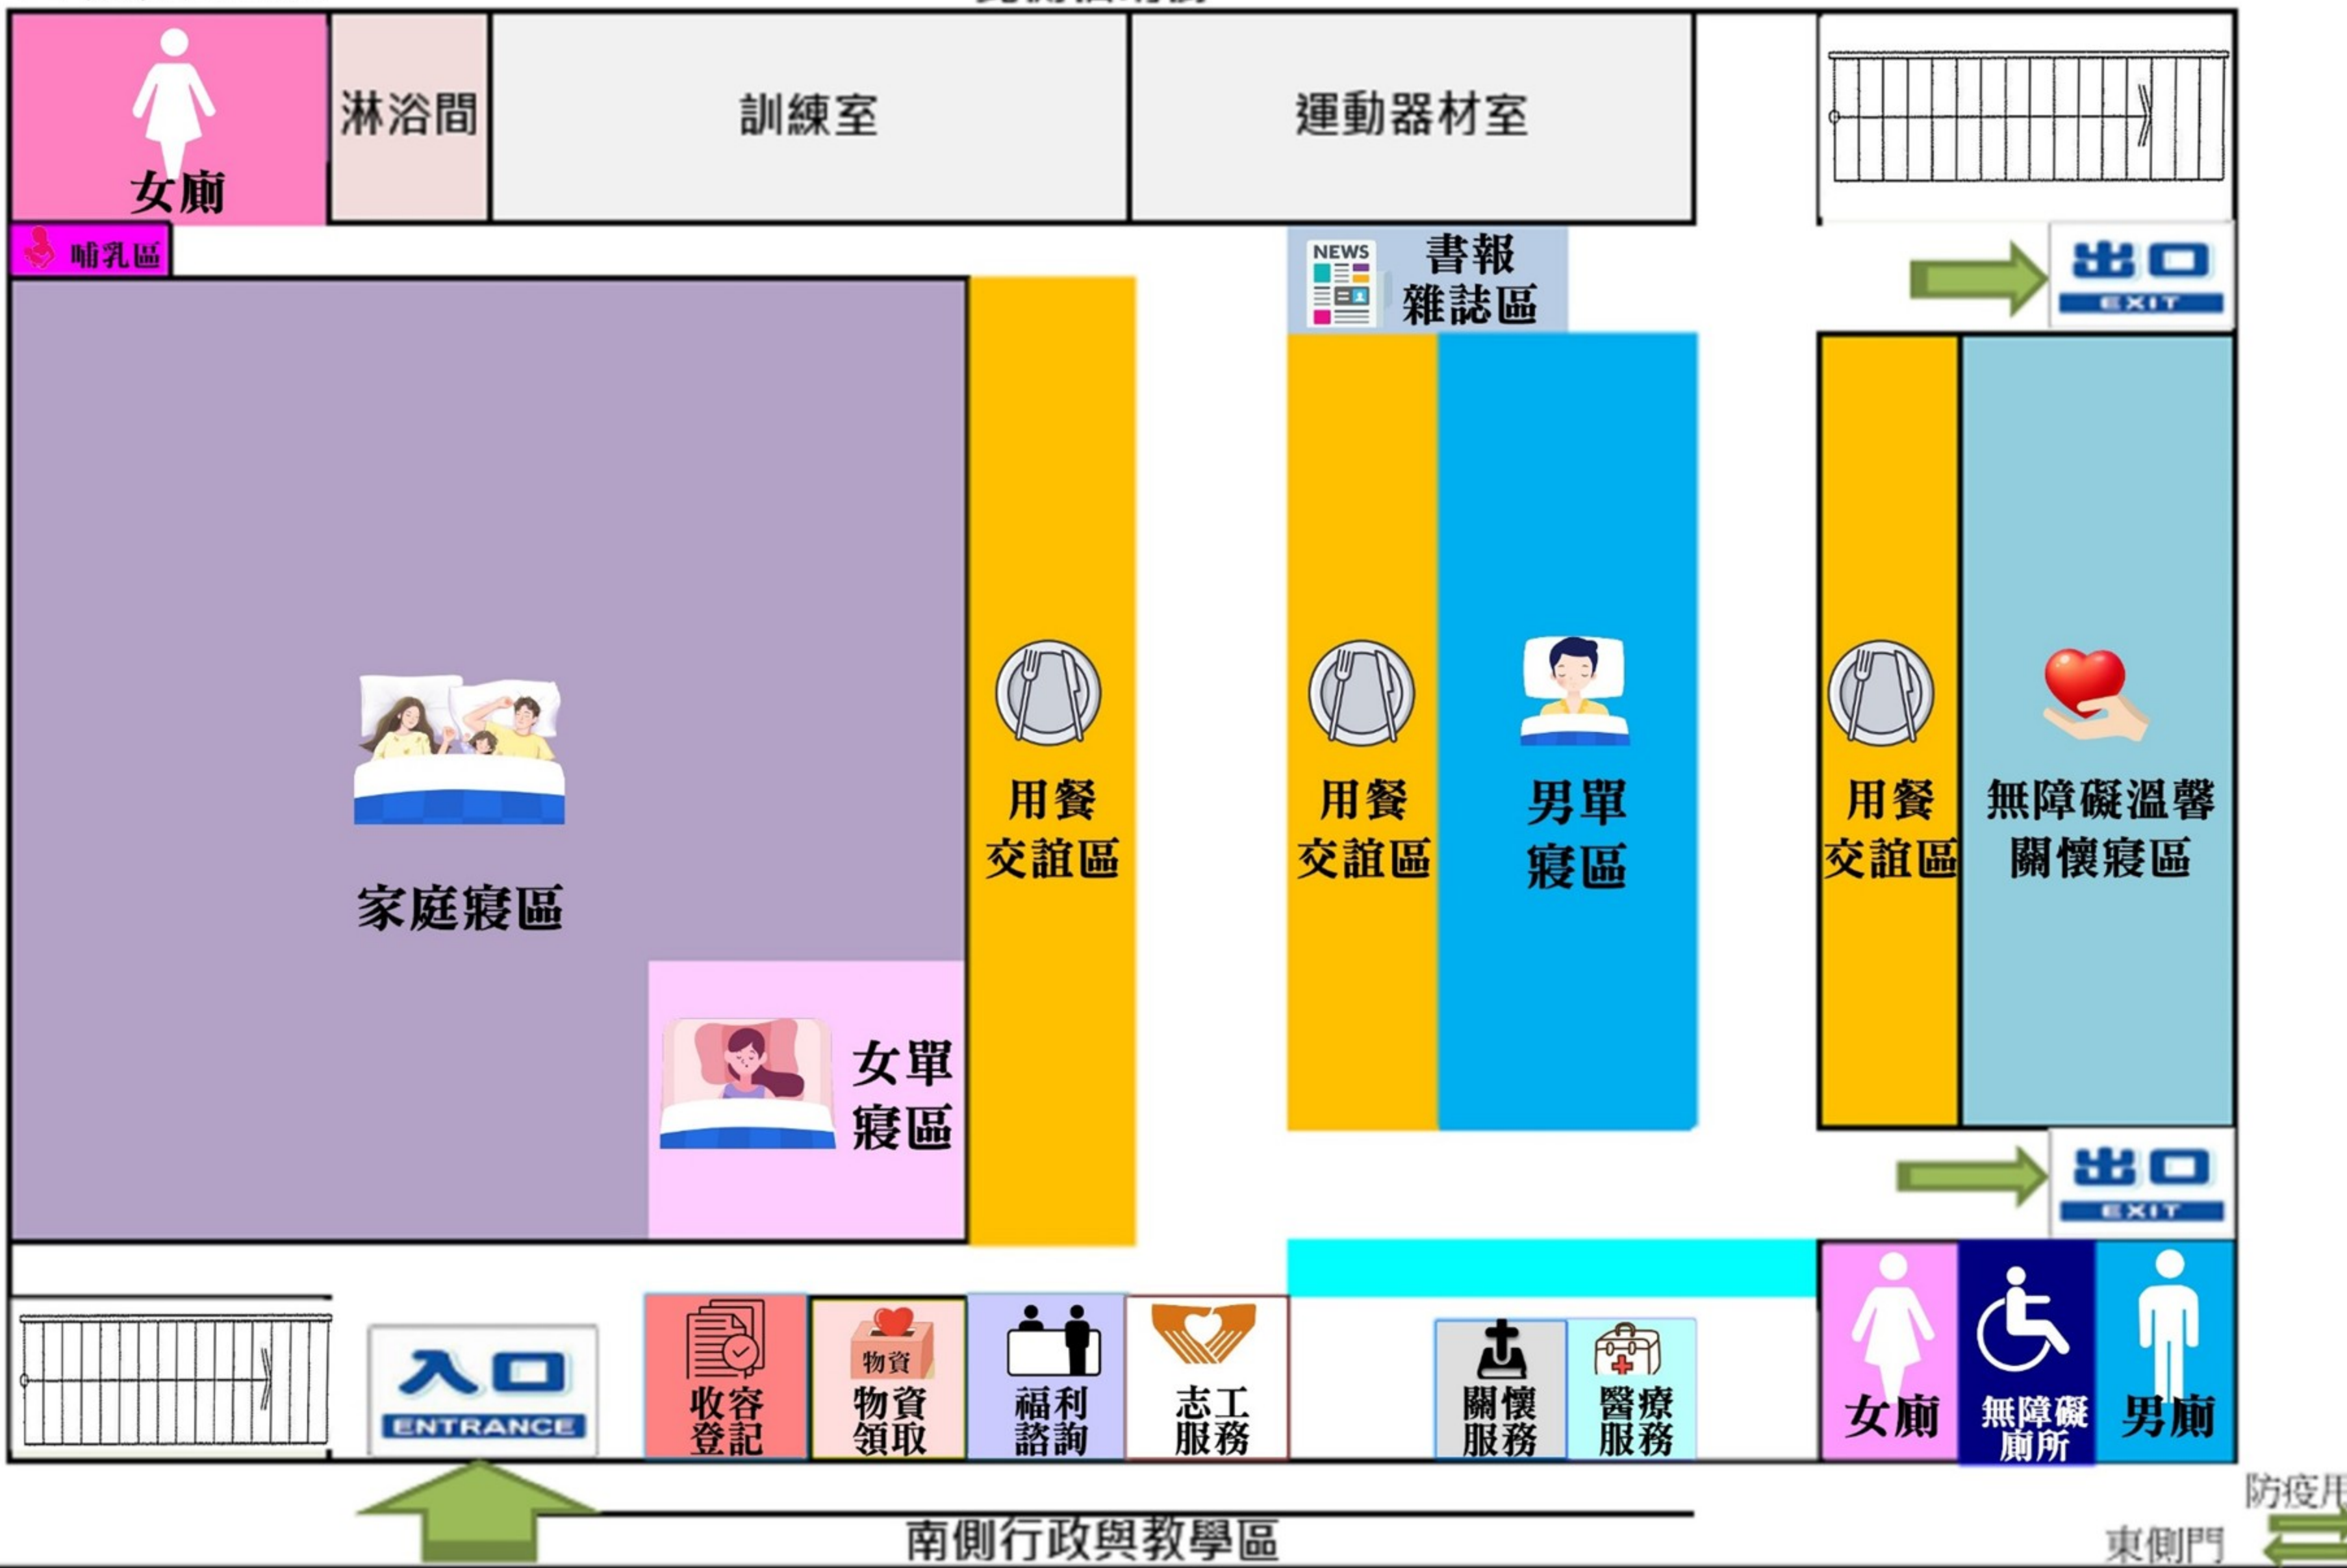 女廁
淋浴間
訓練室
運動器材室
哺乳區
NEWS
書報
雜誌區
出口
EXIT
家庭寢區
女單
寢區
用餐
交誼區
用餐
交誼區
男單
寢區
用餐
交誼區
無障礙溫馨
關懷寢區
出口
EXIT
入口
ENTRANCE
收容
登記
物資
物資
領取
福利
諮詢
志工
服務
關懷
服務
醫療
服務
女廁
無障礙
廁所
男廁
南側行政與教學區
防疫用
東側門